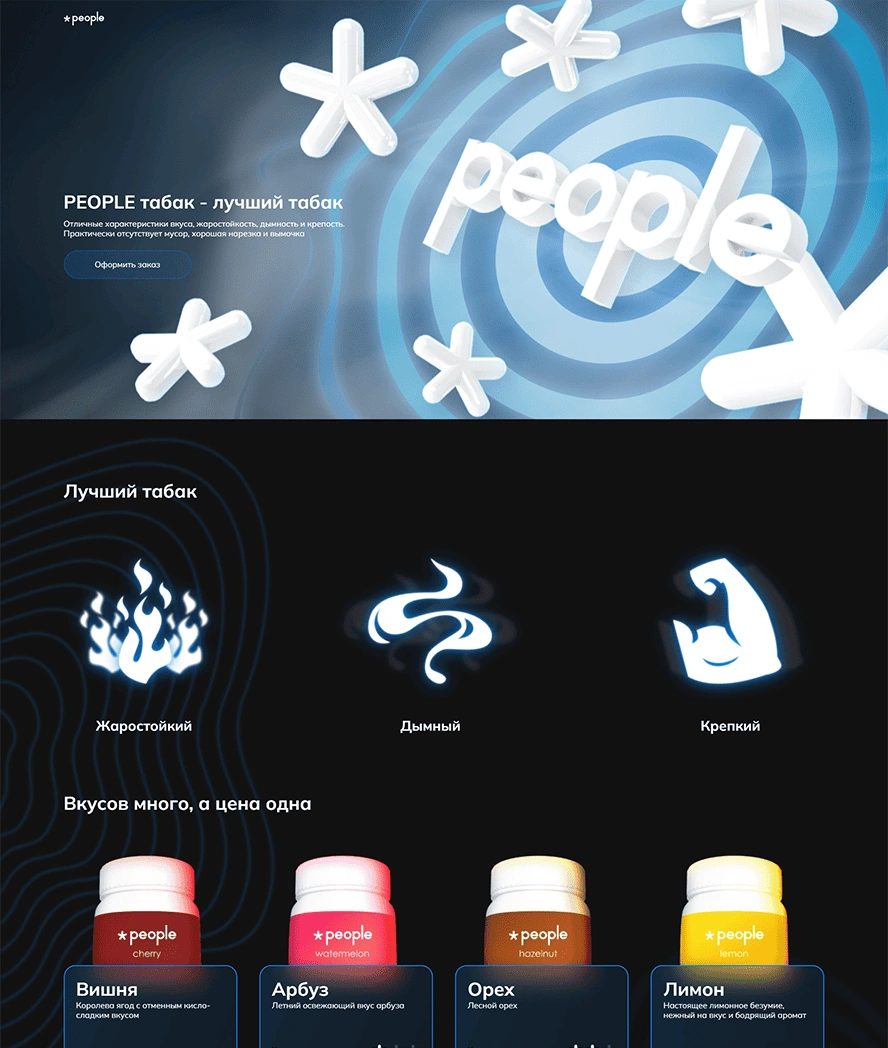 *people
people
PEOPLE табак - лучший табак
Отличные характеристики вкуса, жаростойкость, дымность и крепость.
Практически отсутствует мусор, хорошая нарезка и вымочка
Оформить заказ
Лучший табак
Жаростойкий
Дымный
Крепкий
Вкусов много, а цена одна
*people
cherry
*people
watermelon
*people
hazelnut
*people
lemon
Вишня
Королева ягод с отменным кисло-
сладким вкусом
Арбуз
Летний освежающий вкус арбуза
Орех
Лесной орех
Лимон
Настоящее лимонное безумие,
нежный на вкус и бодрящий аромат